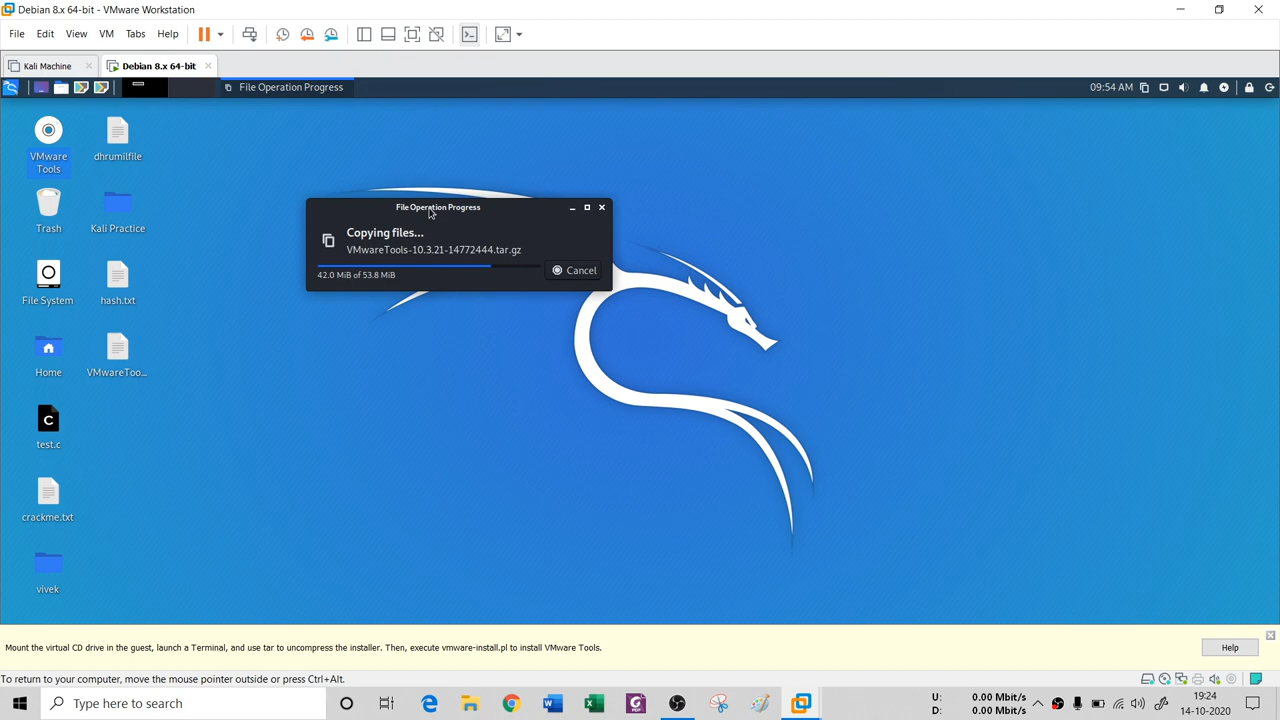 Debian 8.x 64-bit - VMware Workstation
File Edit View VM Tabs Help
Kali Machine Debian 8.x 64-bit
File Operation Progress 09:54 AM
VMware Tools
dhrumilfile
Trash
Kali Practice
File System
hash.txt
Home
VMwareToo...
C
test.c
crackme.txt
vivek
File Operation Progress
Copying files...
VMwareTools-10.3.21-14772444.tar.gz
42.0 MiB of 53.8 MiB
Cancel
Mount the virtual CD drive in the guest, launch a Terminal, and use tar to uncompress the installer. Then, execute vmware-install.pl to install VMware Tools.
Help
To return to your computer, move the mouse pointer outside or press Ctrl+Alt.
Type here to search
U: 0.00 Mbit/s
D: 0.00 Mbit/s
19:24
14-10-2020